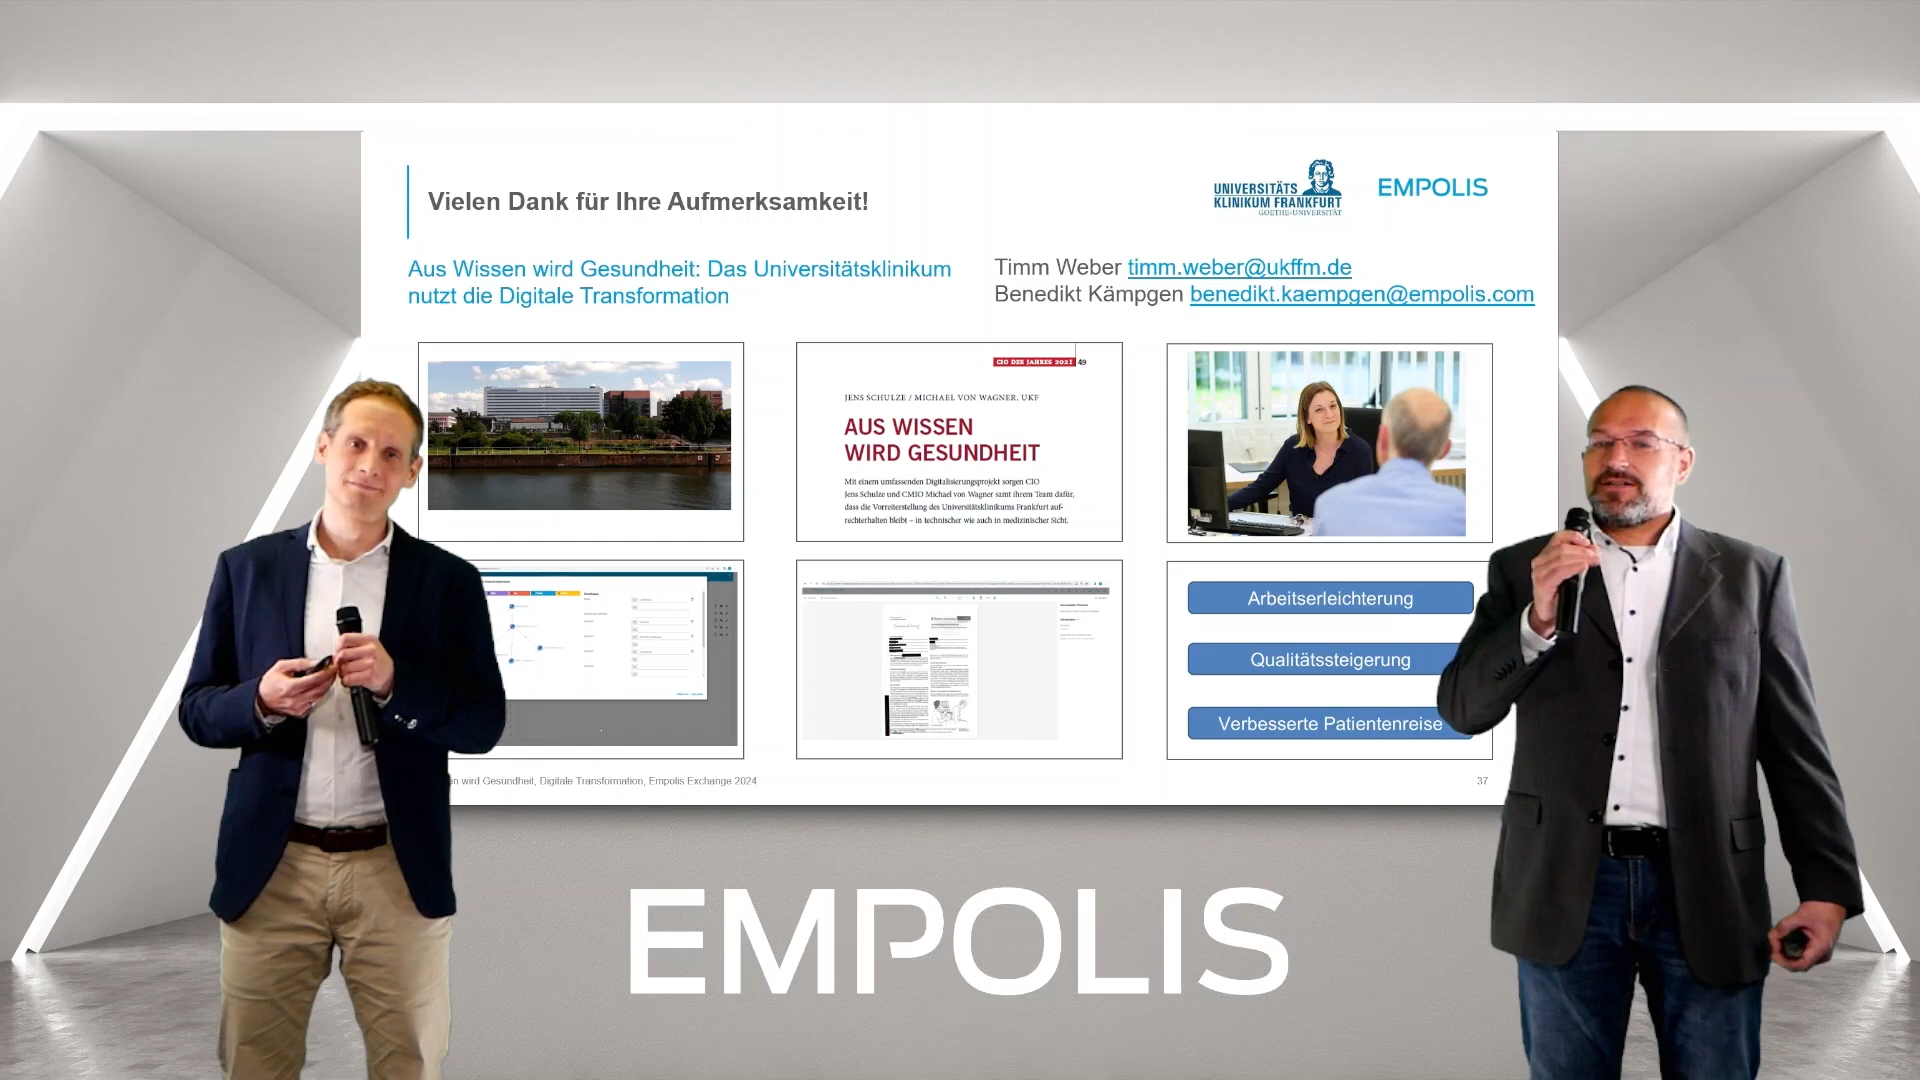 Vielen Dank für Ihre Aufmerksamkeit!
UNIVERSITÄTS
KLINIKUM FRANKFURT
GOETHE-UNIVERSITÄT
EMPOLIS
Aus Wissen wird Gesundheit: Das Universitätsklinikum
nutzt die Digitale Transformation
Timm Weber timm.weber@ukffm.de
Benedikt Kämpgen benedikt.kaempgen@empolis.com
CIO DES JAHRES 2021 49
JENS SCHULZE / MICHAEL VON WAGNER, UKF
AUS WISSEN
WIRD GESUNDHEIT
Mit einem umfassenden Digitalisierungsprojekt sorgen CIO
Jens Schulze und CMIO Michael von Wagner samt ihrem Team dafür,
dass die Vorreiterstellung des Universitätsklinikums Frankfurt auf-
rechterhalten bleibt – in technischer wie auch in medizinischer Sicht.
Arbeitserleichterung
Qualitätssteigerung
Verbesserte Patientenreise
wird Gesundheit, Digitale Transformation, Empolis Exchange 2024
37
EMPOLIS